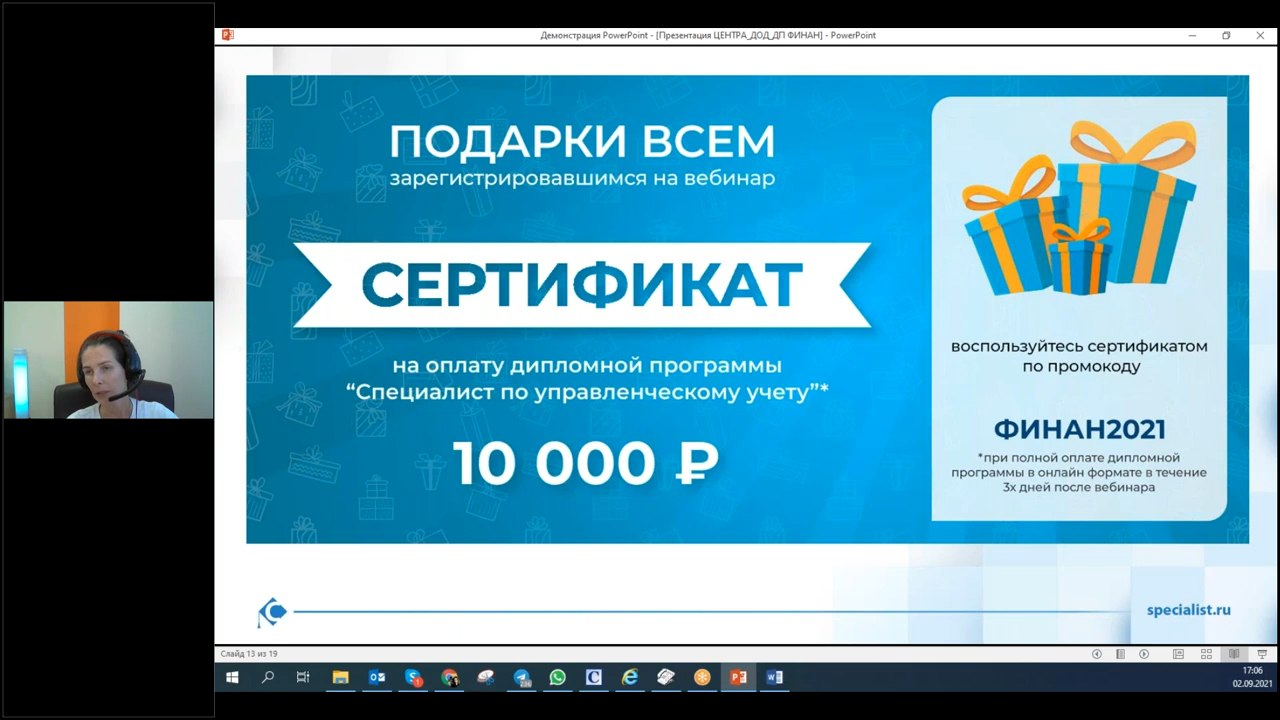 Демонстрация PowerPoint - [Презентация ЦЕНТРА_ДОД_ДП ФИНАН] - PowerPoint
ПОДАРКИ ВСЕМ
зарегистрировавшимся на вебинар
СЕРТИФИКАТ
на оплату дипломной программы
“Специалист по управленческому учету”*
10 000 ₽
воспользуйтесь сертификатом
по промокоду
ФИНАН2021
*при полной оплате дипломной
программы в онлайн формате в течение
3х дней после вебинара
specialist.ru
Слайд 13 из 19
17:06
02.09.2021